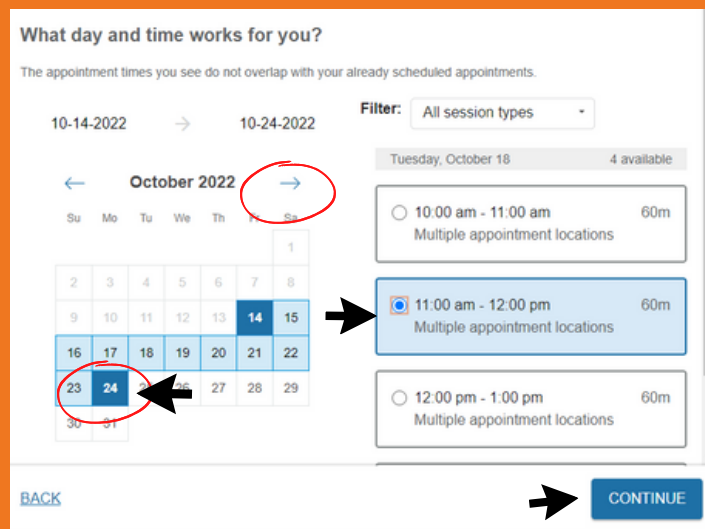 What day and time works for you?
The appointment times you see do not overlap with your already scheduled appointments.
10-14-2022 → 10-24-2022
Filter: All session types
← October 2022 →
Su Mo Tu We Th Fr Sa
1
2 3 4 5 6 7 8
9 10 11 12 13 14 15
16 17 18 19 20 21 22
23 24 25 26 27 28 29
30 31
Tuesday, October 18 4 available
10:00 am - 11:00 am 60m
Multiple appointment locations
11:00 am - 12:00 pm 60m
Multiple appointment locations
12:00 pm - 1:00 pm 60m
Multiple appointment locations
BACK
CONTINUE